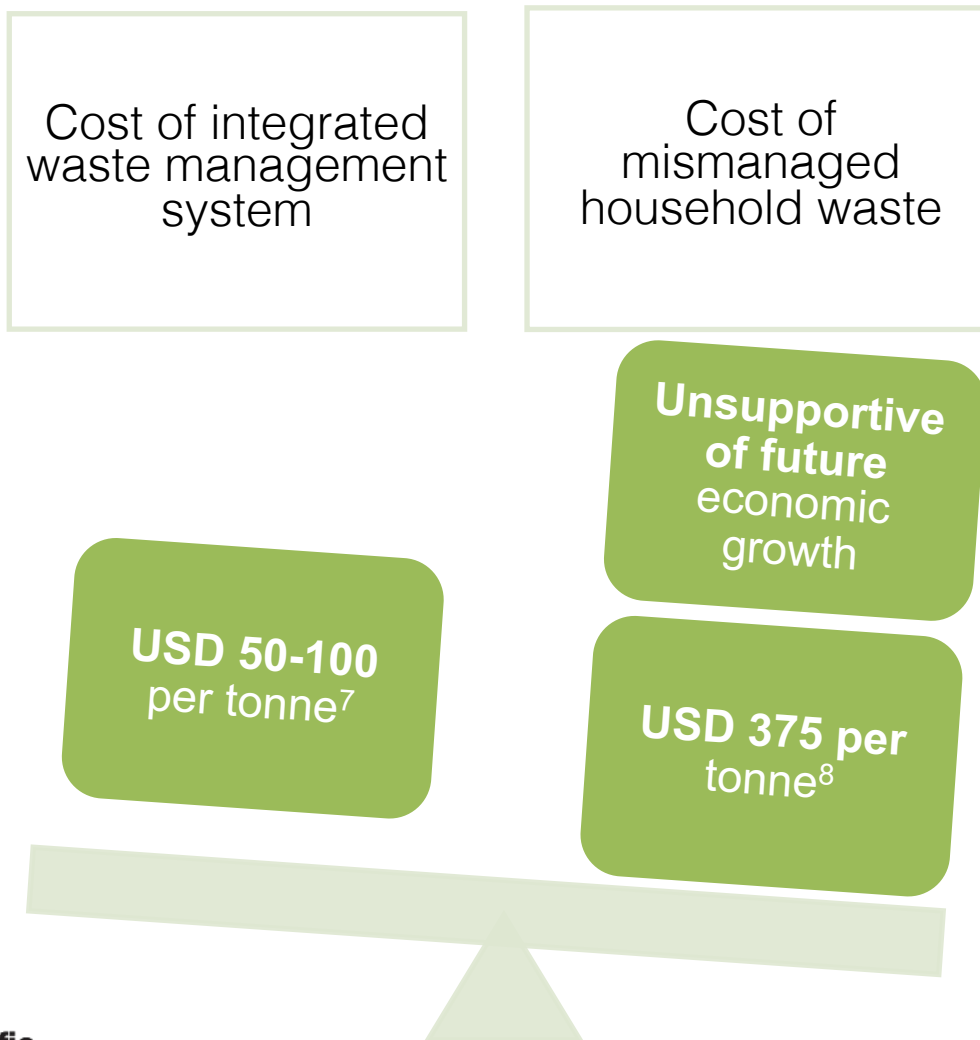 Cost of integrated
waste management
system
Cost of
mismanaged
household waste
Unsupportive
of future
economic
growth
USD 50-100
per tonne⁷
USD 375 per
tonne⁸